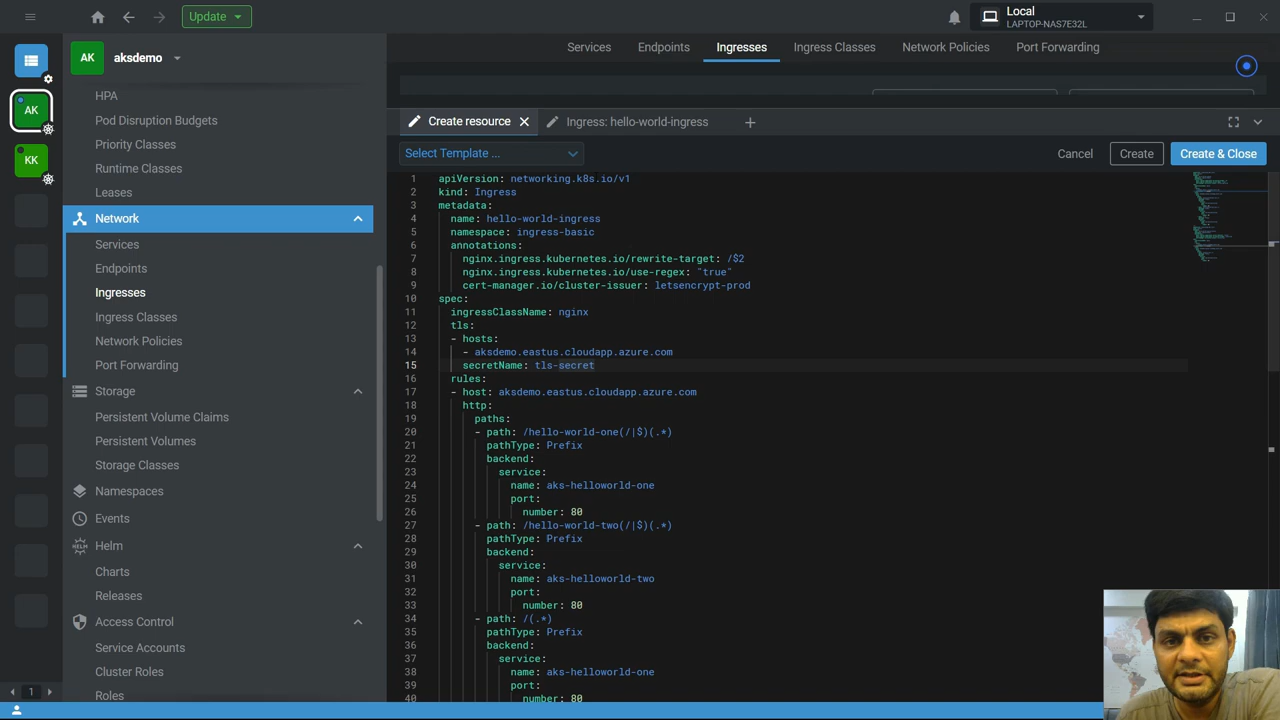 Update
Local
LAPTOP-NAS7E32L
AK
aksdemo
AK
KK
HPA
Pod Disruption Budgets
Priority Classes
Runtime Classes
Leases
Network
Services
Endpoints
Ingresses
Ingress Classes
Network Policies
Port Forwarding
Storage
Persistent Volume Claims
Persistent Volumes
Storage Classes
Namespaces
Events
HELM
Helm
Charts
Releases
Access Control
Service Accounts
Cluster Roles
Roles
1
Services Endpoints Ingresses Ingress Classes Network Policies Port Forwarding
Create resource Ingress: hello-world-ingress
Select Template ... Cancel Create Create & Close
1 apiVersion: networking.k8s.io/v1
2 kind: Ingress
3 metadata:
4 name: hello-world-ingress
5 namespace: ingress-basic
6 annotations:
7 nginx.ingress.kubernetes.io/rewrite-target: /$2
8 nginx.ingress.kubernetes.io/use-regex: "true"
9 cert-manager.io/cluster-issuer: letsencrypt-prod
10 spec:
11 ingressClassName: nginx
12 tls:
13 - hosts:
14 - aksdemo.eastus.cloudapp.azure.com
15 secretName: tls-secret
16 rules:
17 - host: aksdemo.eastus.cloudapp.azure.com
18 http:
19 paths:
20 - path: /hello-world-one(/|$)(.*)
21 pathType: Prefix
22 backend:
23 service:
24 name: aks-helloworld-one
25 port:
26 number: 80
27 - path: /hello-world-two(/|$)(.*)
28 pathType: Prefix
29 backend:
30 service:
31 name: aks-helloworld-two
32 port:
33 number: 80
34 - path: /(.*)
35 pathType: Prefix
36 backend:
37 service:
38 name: aks-helloworld-one
39 port:
40 number: 80